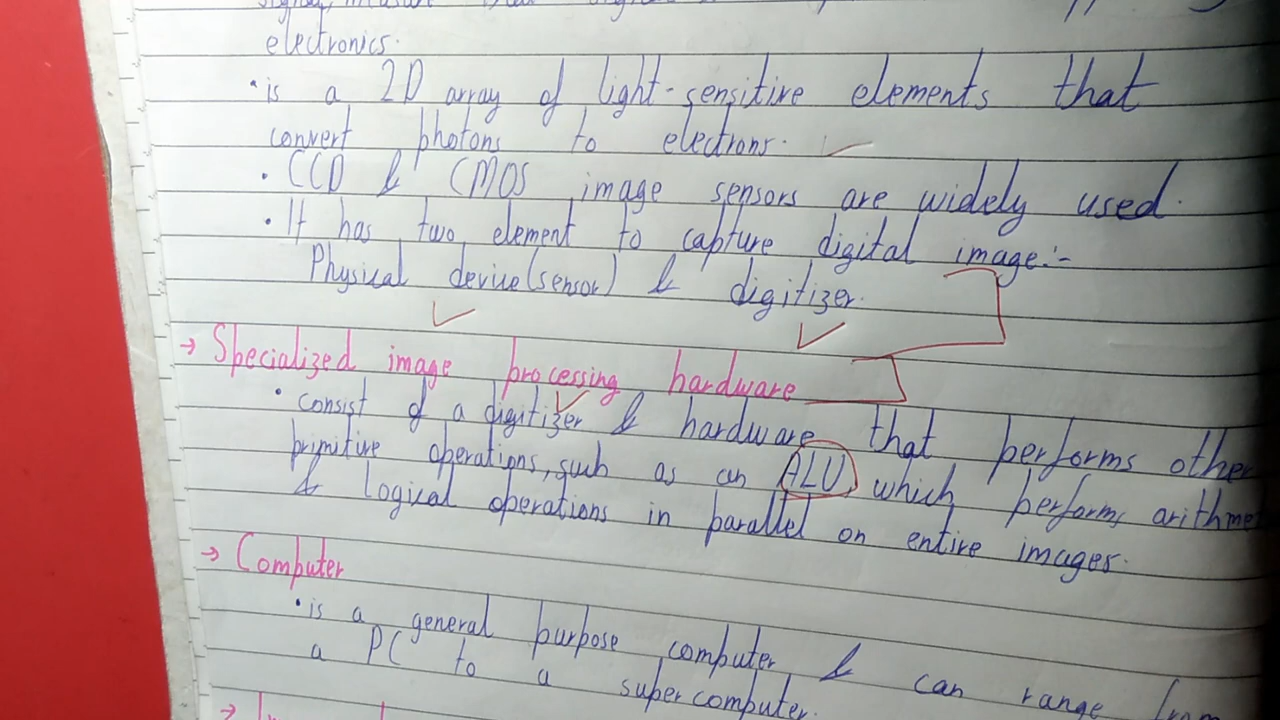 electronics.
• is a 2D array of light-sensitive elements that
convert photons to electrons.
• CCD & CMOS image sensors are widely used.
• It has two element to capture digital image:-
Physical device(sensor) & digitizer.
→ Specialized image processing hardware
• consist of a digitizer & hardware that performs other
primitive operations, such as an ALU, which performs arithmet
& logical operations in parallel on entire images.
→ Computer
• is a general purpose computer & can range from
a PC to a supercomputer.